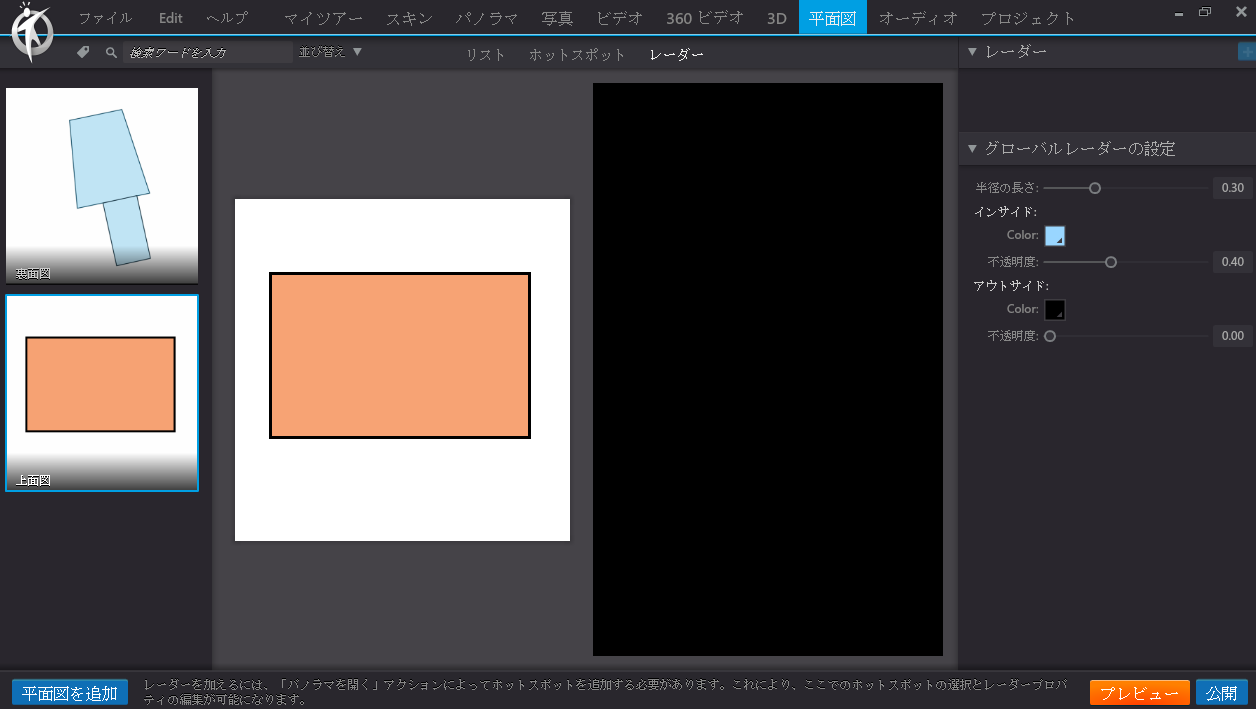 ファイル Edit ヘルプ マイツアー スキン パノラマ 写真 ビデオ 360 ビデオ 3D 平面図 オーディオ プロジェクト
検索ワードを入力 並び替え ▼ リスト ホットスポット レーダー
▼ レーダー
裏面図
上面図
▼ グローバルレーダーの設定
半径の長さ: 0.30
インサイド:
Color:
不透明度: 0.40
アウトサイド:
Color:
不透明度: 0.00
平面図を追加
レーダーを加えるには、「パノラマを開く」アクションによってホットスポットを追加する必要があります。これにより、ここでのホットスポットの選択とレーダープロパ
ティの編集が可能になります。
プレビュー 公開